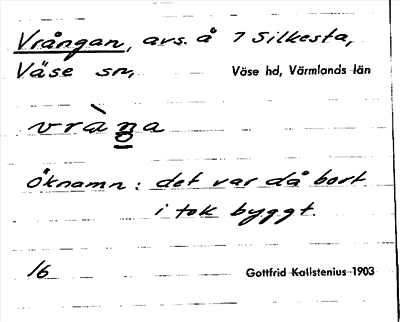 Vrångan, avs. å 7 Silkesta,
Väse sn, Väse hd, Värmlands län
vràŋa
Öknamn: det var då bort
i tok byggt.
16 Gottfrid Kallstenius 1903